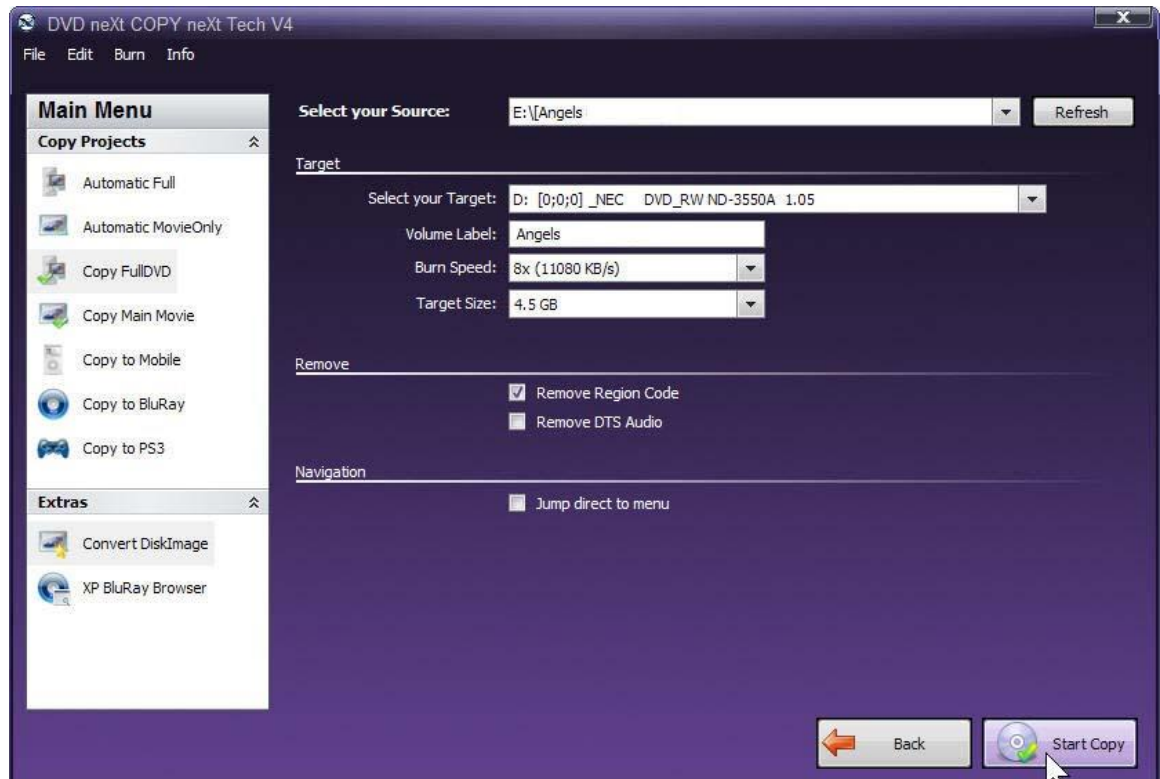 DVD neXt COPY neXt Tech V4
File Edit Burn Info
Main Menu
Copy Projects
Automatic Full
Automatic MovieOnly
Copy FullDVD
Copy Main Movie
Copy to Mobile
Copy to BluRay
Copy to PS3
Extras
Convert DiskImage
XP BluRay Browser
Select your Source: E:\[Angels Refresh
Target
Select your Target: D: [0;0;0] _NEC DVD_RW ND-3550A 1.05
Volume Label: Angels
Burn Speed: 8x (11080 KB/s)
Target Size: 4.5 GB
Remove
Remove Region Code
Remove DTS Audio
Navigation
Jump direct to menu
Back Start Copy